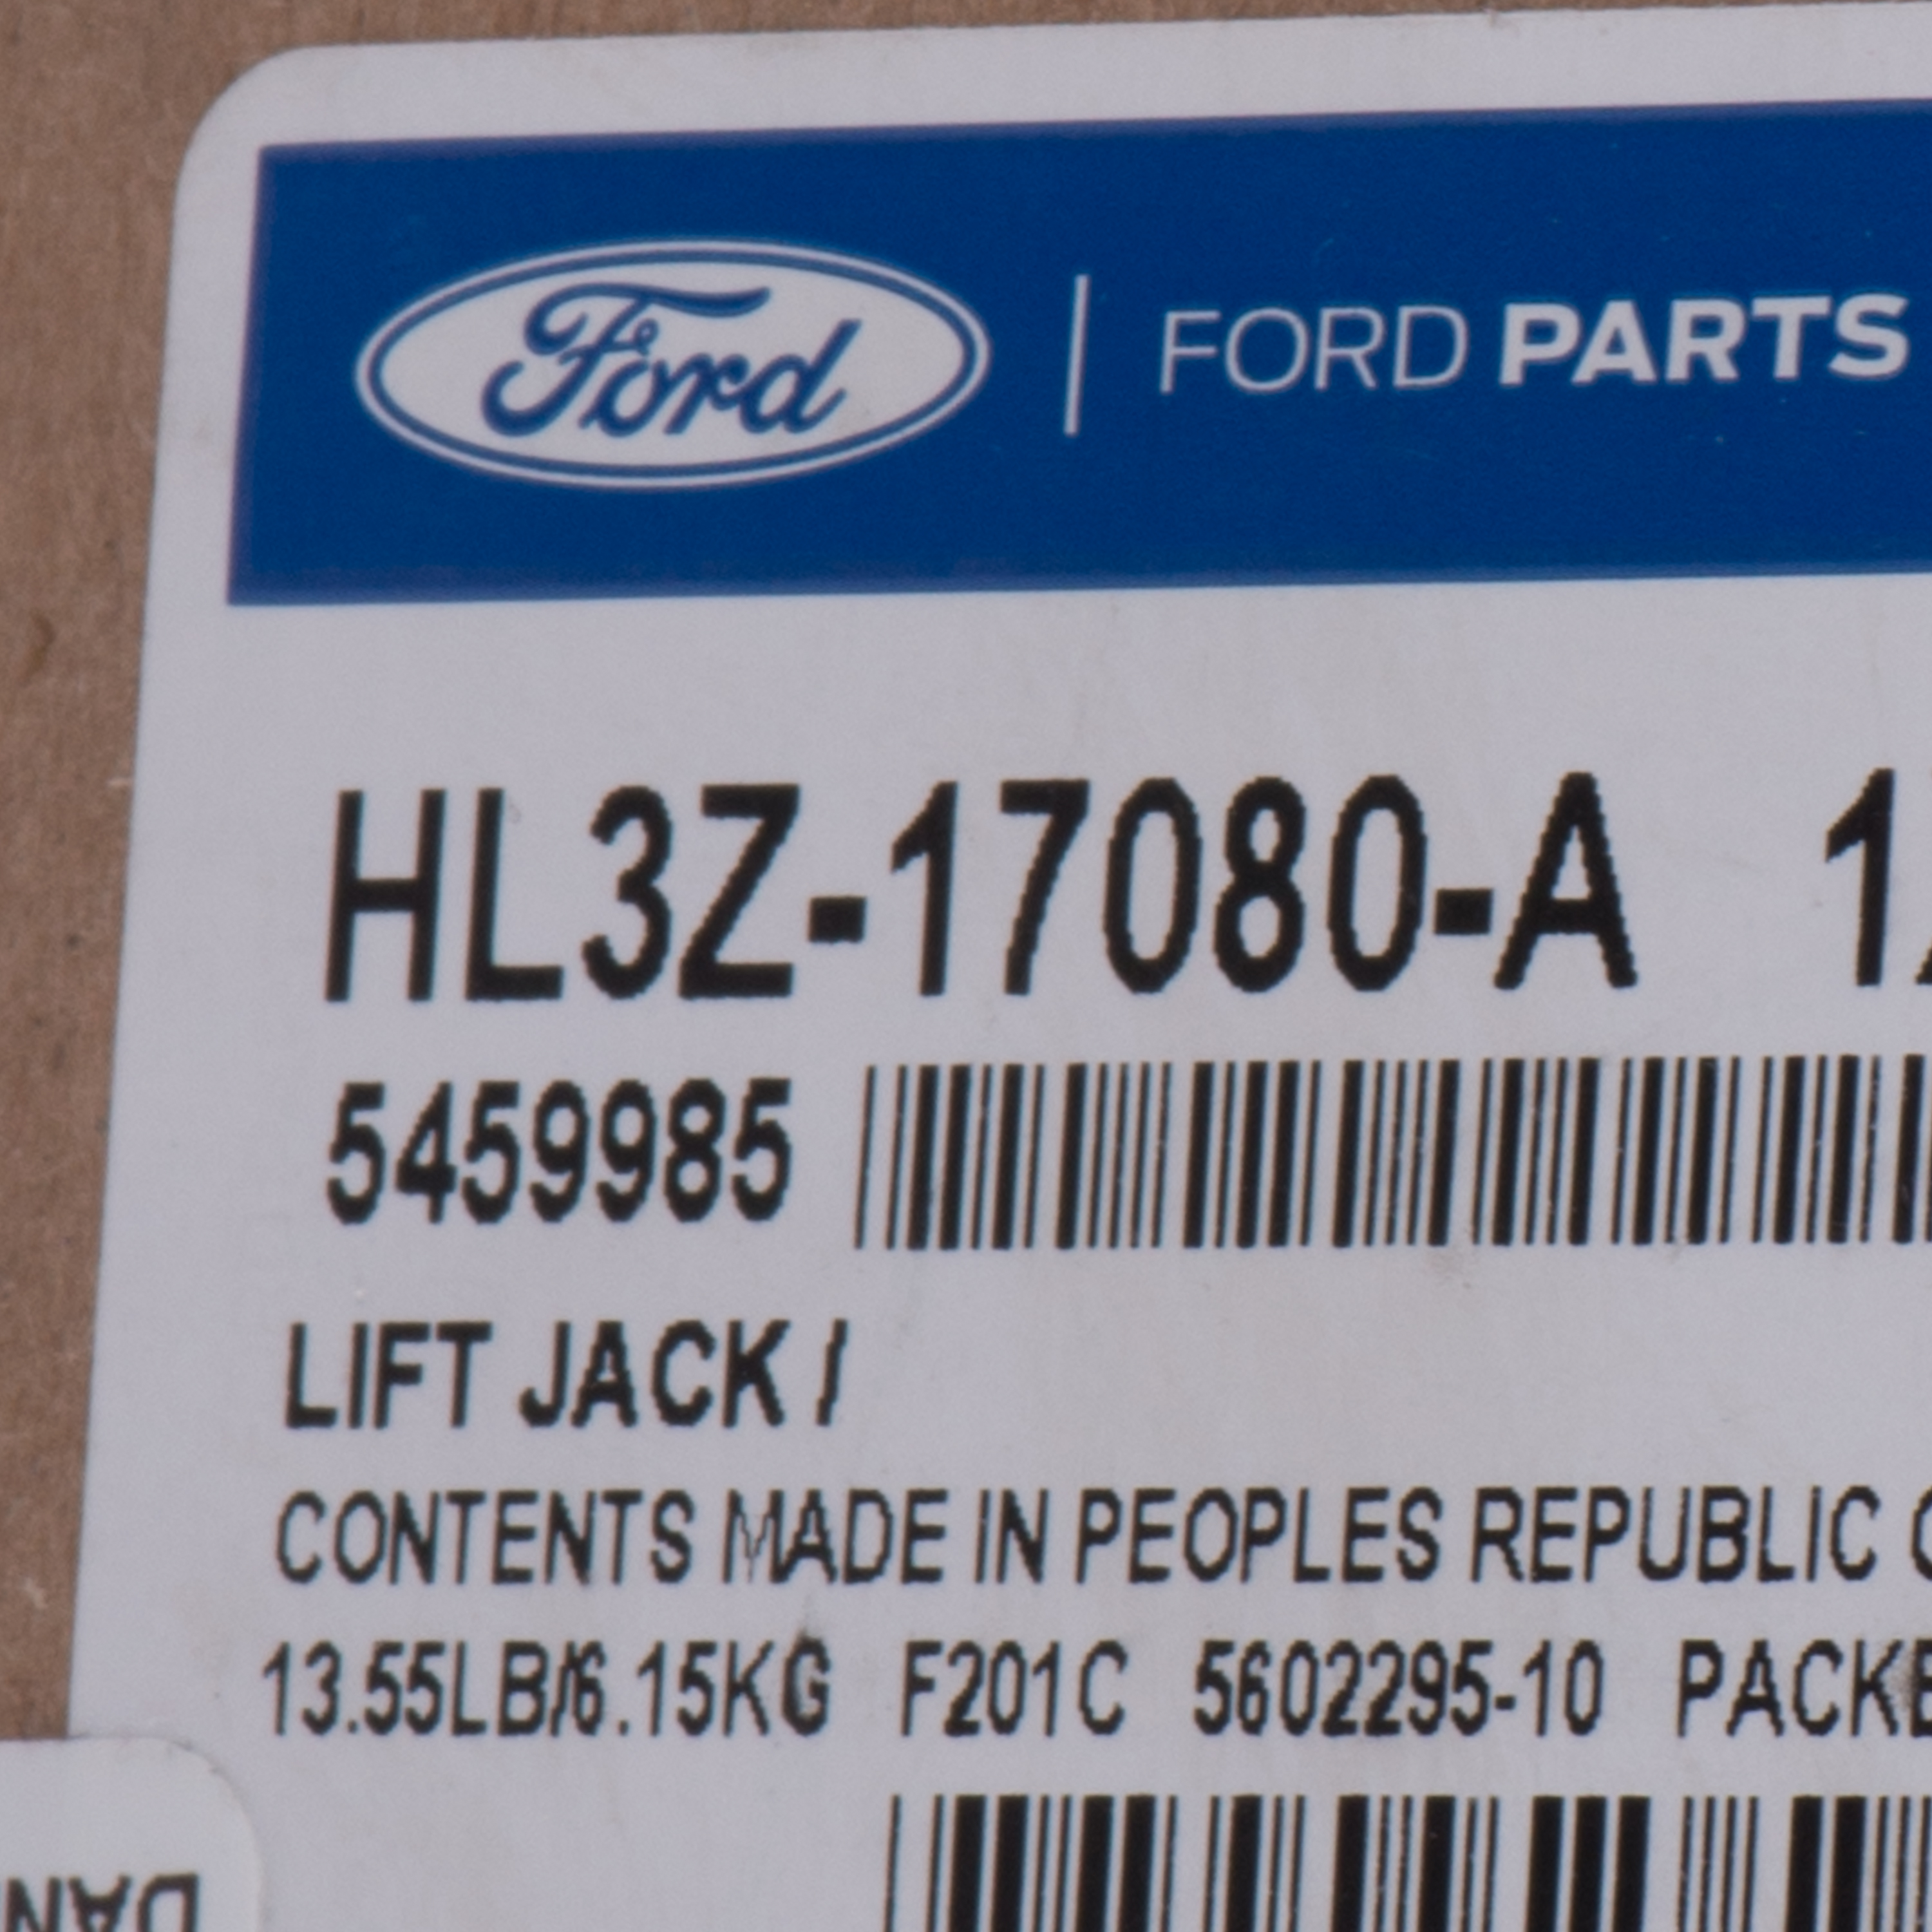 Ford | FORD PARTS
HL3Z-17080-A
5459985
LIFT JACK /
CONTENTS MADE IN PEOPLES REPUBLIC
13.55LB/6.15KG F201C 5602295-10